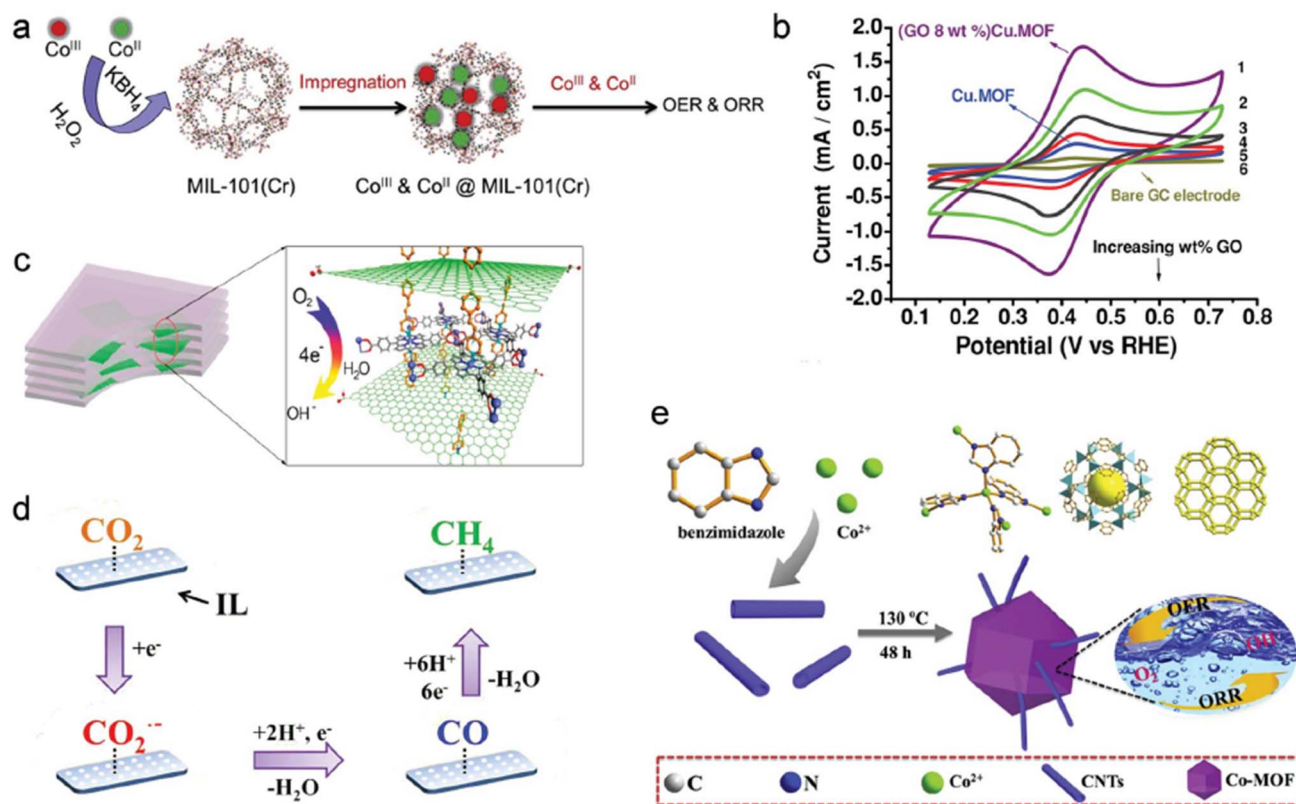 a
Co^III
Co^II
KBH4
H2O2
Impregnation
Co^III & Co^II
OER & ORR
MIL-101(Cr)
Co^III & Co^II @ MIL-101(Cr)
b
(GO 8 wt %)Cu.MOF
Cu.MOF
Bare GC electrode
Increasing wt% GO
1
2
3
4
5
6
Current (mA / cm²)
2.0
1.5
1.0
0.5
0.0
-0.5
-1.0
-1.5
-2.0
0.1 0.2 0.3 0.4 0.5 0.6 0.7 0.8
Potential (V vs RHE)
c
O2
4e-
H2O
OH-
d
CO2
IL
+e-
CO2·-
+2H+, e-
-H2O
CO
+6H+
6e-
-H2O
CH4
e
benzimidazole
Co2+
130 ºC
48 h
OER
OH-
O2
ORR
C
N
Co2+
CNTs
Co-MOF